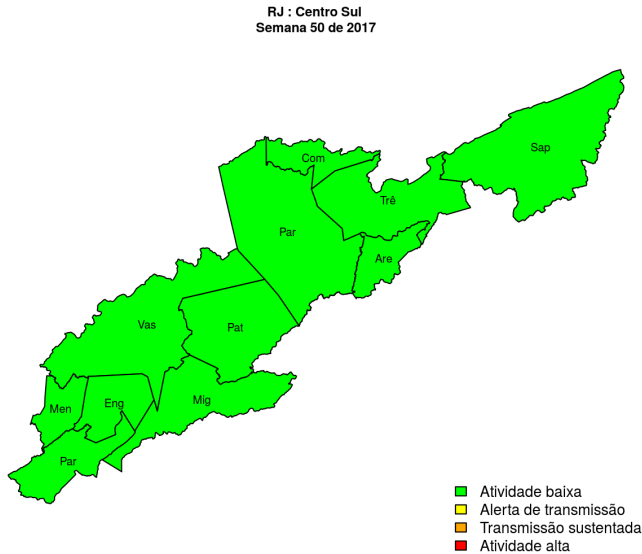 RJ : Centro Sul
Semana 50 de 2017
Sap
Com
Trê
Par
Are
Vas
Pat
Men
Eng
Mig
Par
Atividade baixa
Alerta de transmissão
Transmissão sustentada
Atividade alta